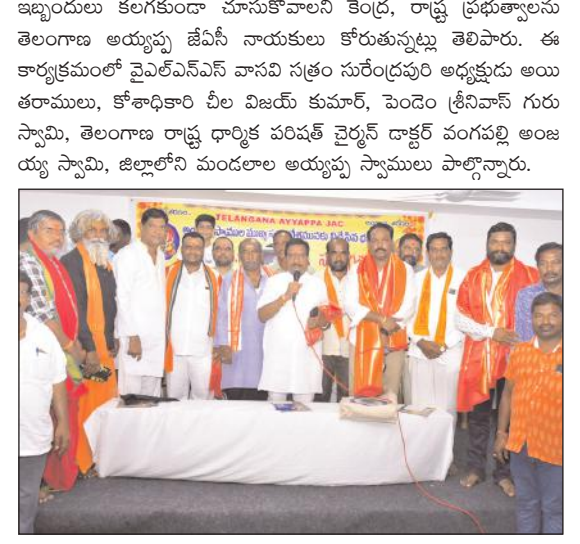 ఇబ్బందులు కలగకుండా చూసుకోవాలని కేంద్ర, రాష్ట్ర ప్రభుత్వాలను
తెలంగాణ అయ్యప్ప జేఏసీ నాయకులు కోరుతున్నట్లు తెలిపారు. ఈ
కార్యక్రమంలో వైఎల్ఎన్ఎస్ వాసవి సత్రం సురేంద్రపురి అధ్యక్షుడు అయి
తరాములు, కోశాధికారి చీల విజయ్ కుమార్, పెండెం శ్రీనివాస్ గురు
స్వామి, తెలంగాణ రాష్ట్ర ధార్మిక పరిషత్ చైర్మన్ డాక్టర్ వంగపల్లి అంజ
య్య స్వామి, జిల్లాలోని మండలాల అయ్యప్ప స్వాములు పాల్గొన్నారు.
TELANGANA AYYAPPA JAC